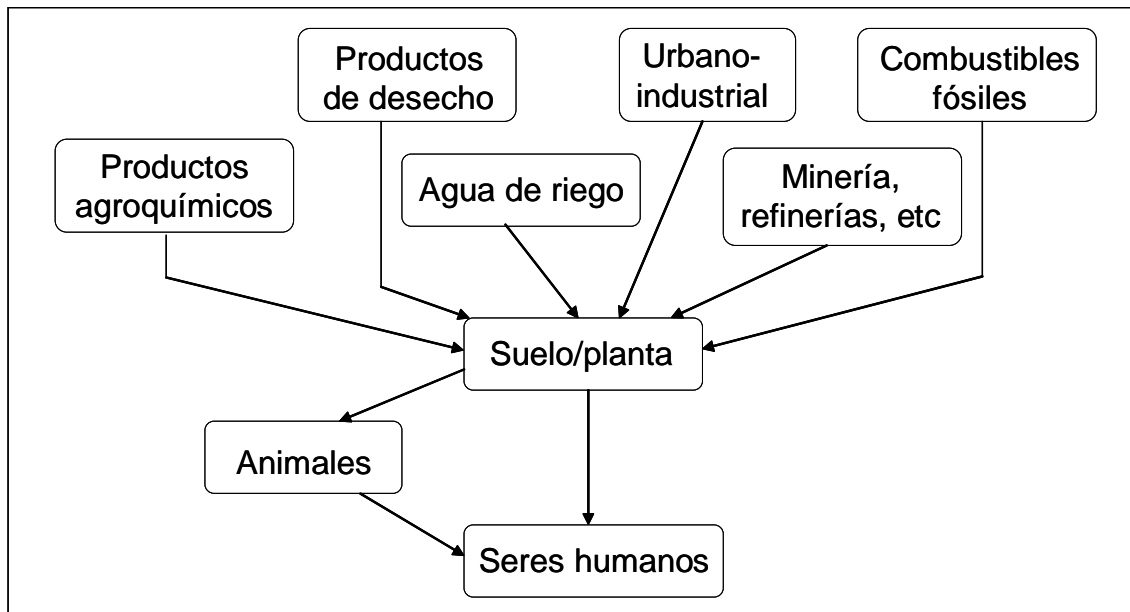 Productos
de desecho
Urbano-
industrial
Combustibles
fósiles
Productos
agroquímicos
Agua de riego
Minería,
refinerías, etc
Suelo/planta
Animales
Seres humanos